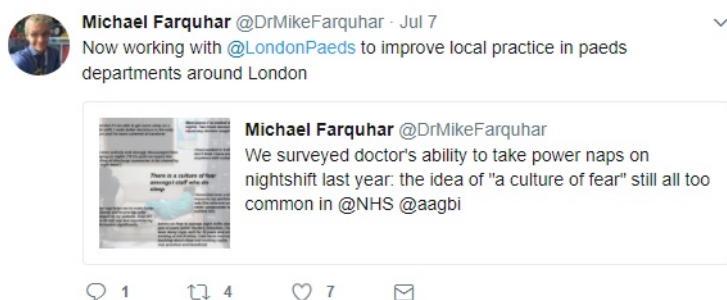 Michael Farquhar @DrMikeFarquhar · Jul 7
Now working with @LondonPaeds to improve local practice in paeds
departments around London
There is a culture of fear
amongst staff who do
sleep
Michael Farquhar @DrMikeFarquhar
We surveyed doctor's ability to take power naps on
nightshift last year: the idea of "a culture of fear" still all too
common in @NHS @aagbi
1 4 7